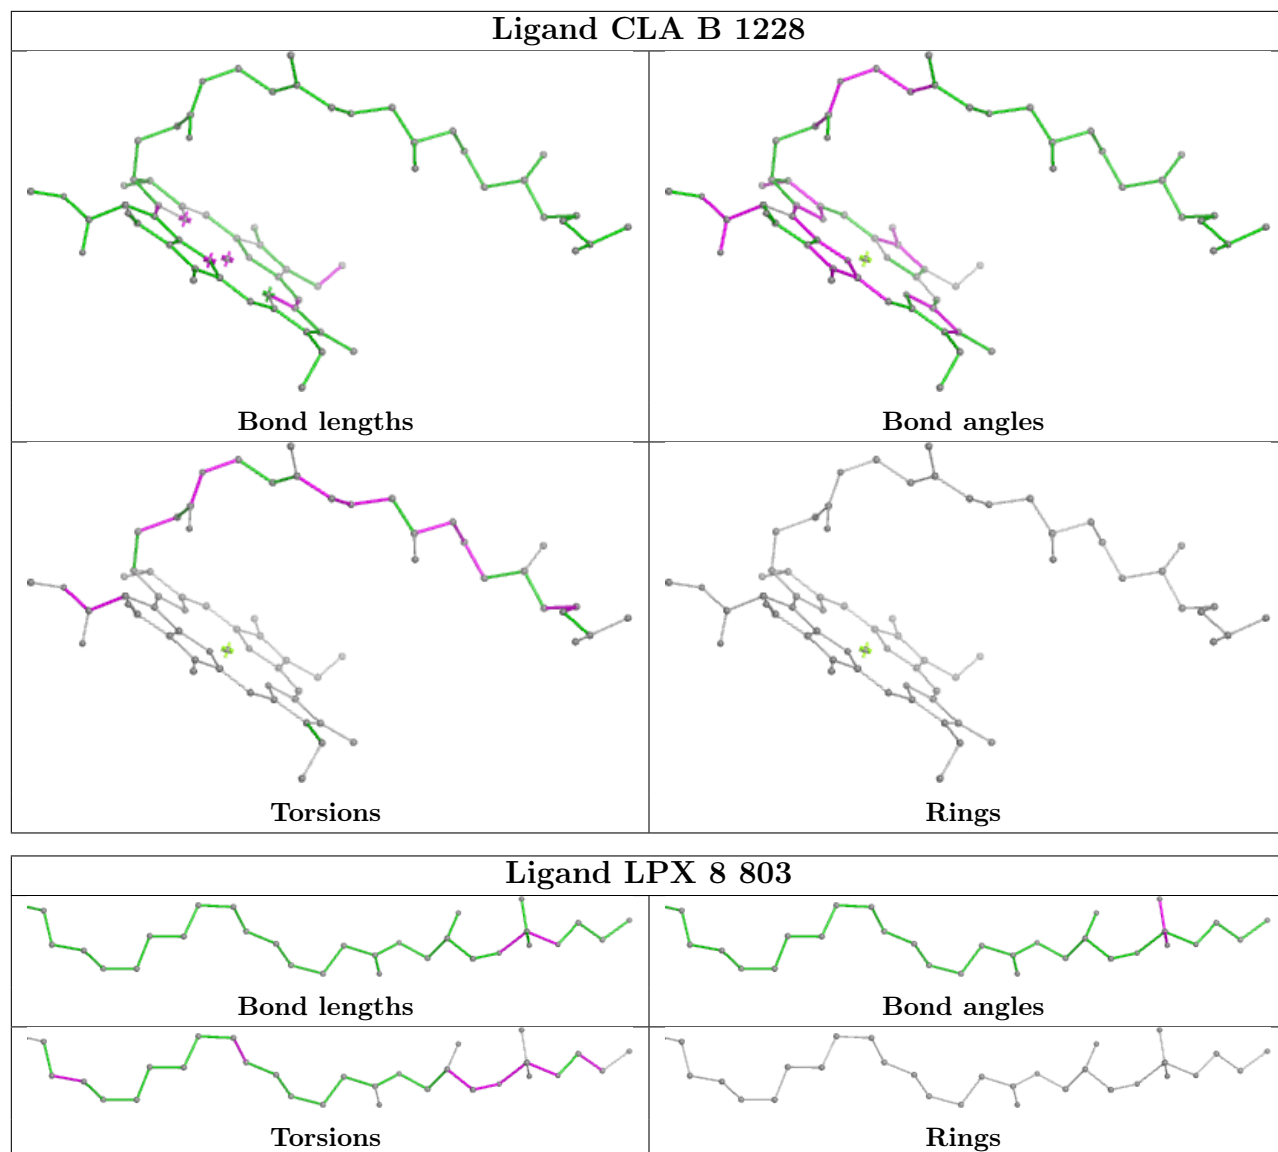 Ligand CLA B 1228
Bond lengths
Bond angles
Torsions
Rings
Ligand LPX 8 803
Bond lengths
Bond angles
Torsions
Rings